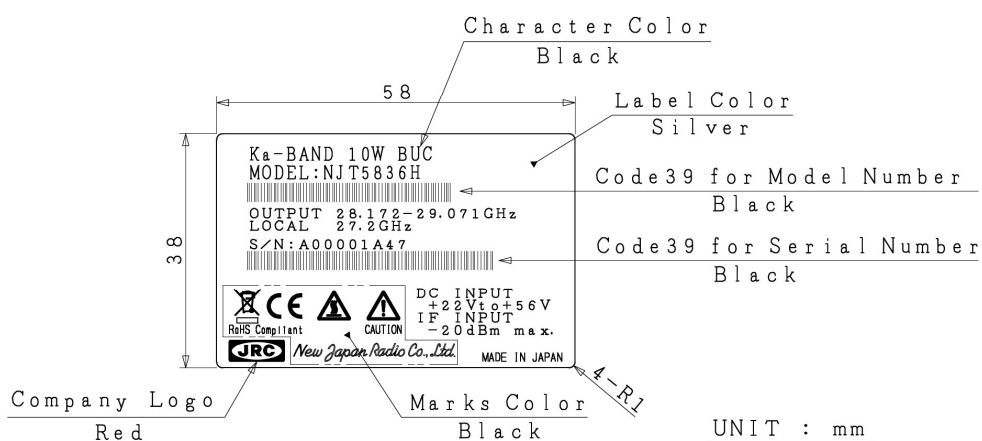 Character Color
Black
58
Label Color
Silver
Ka-BAND 10W BUC
MODEL:NJT5836H
Code39 for Model Number
Black
OUTPUT 28.172-29.071GHz
LOCAL 27.2GHz
S/N:A00001A47
Code39 for Serial Number
Black
38
DC INPUT
+22Vto+56V
IF INPUT
-20dBm max.
CE
RoHS Compliant
CAUTION
JRC
New Japan Radio Co., Ltd.
MADE IN JAPAN
4-R1
Company Logo
Red
Marks Color
Black
UNIT : mm